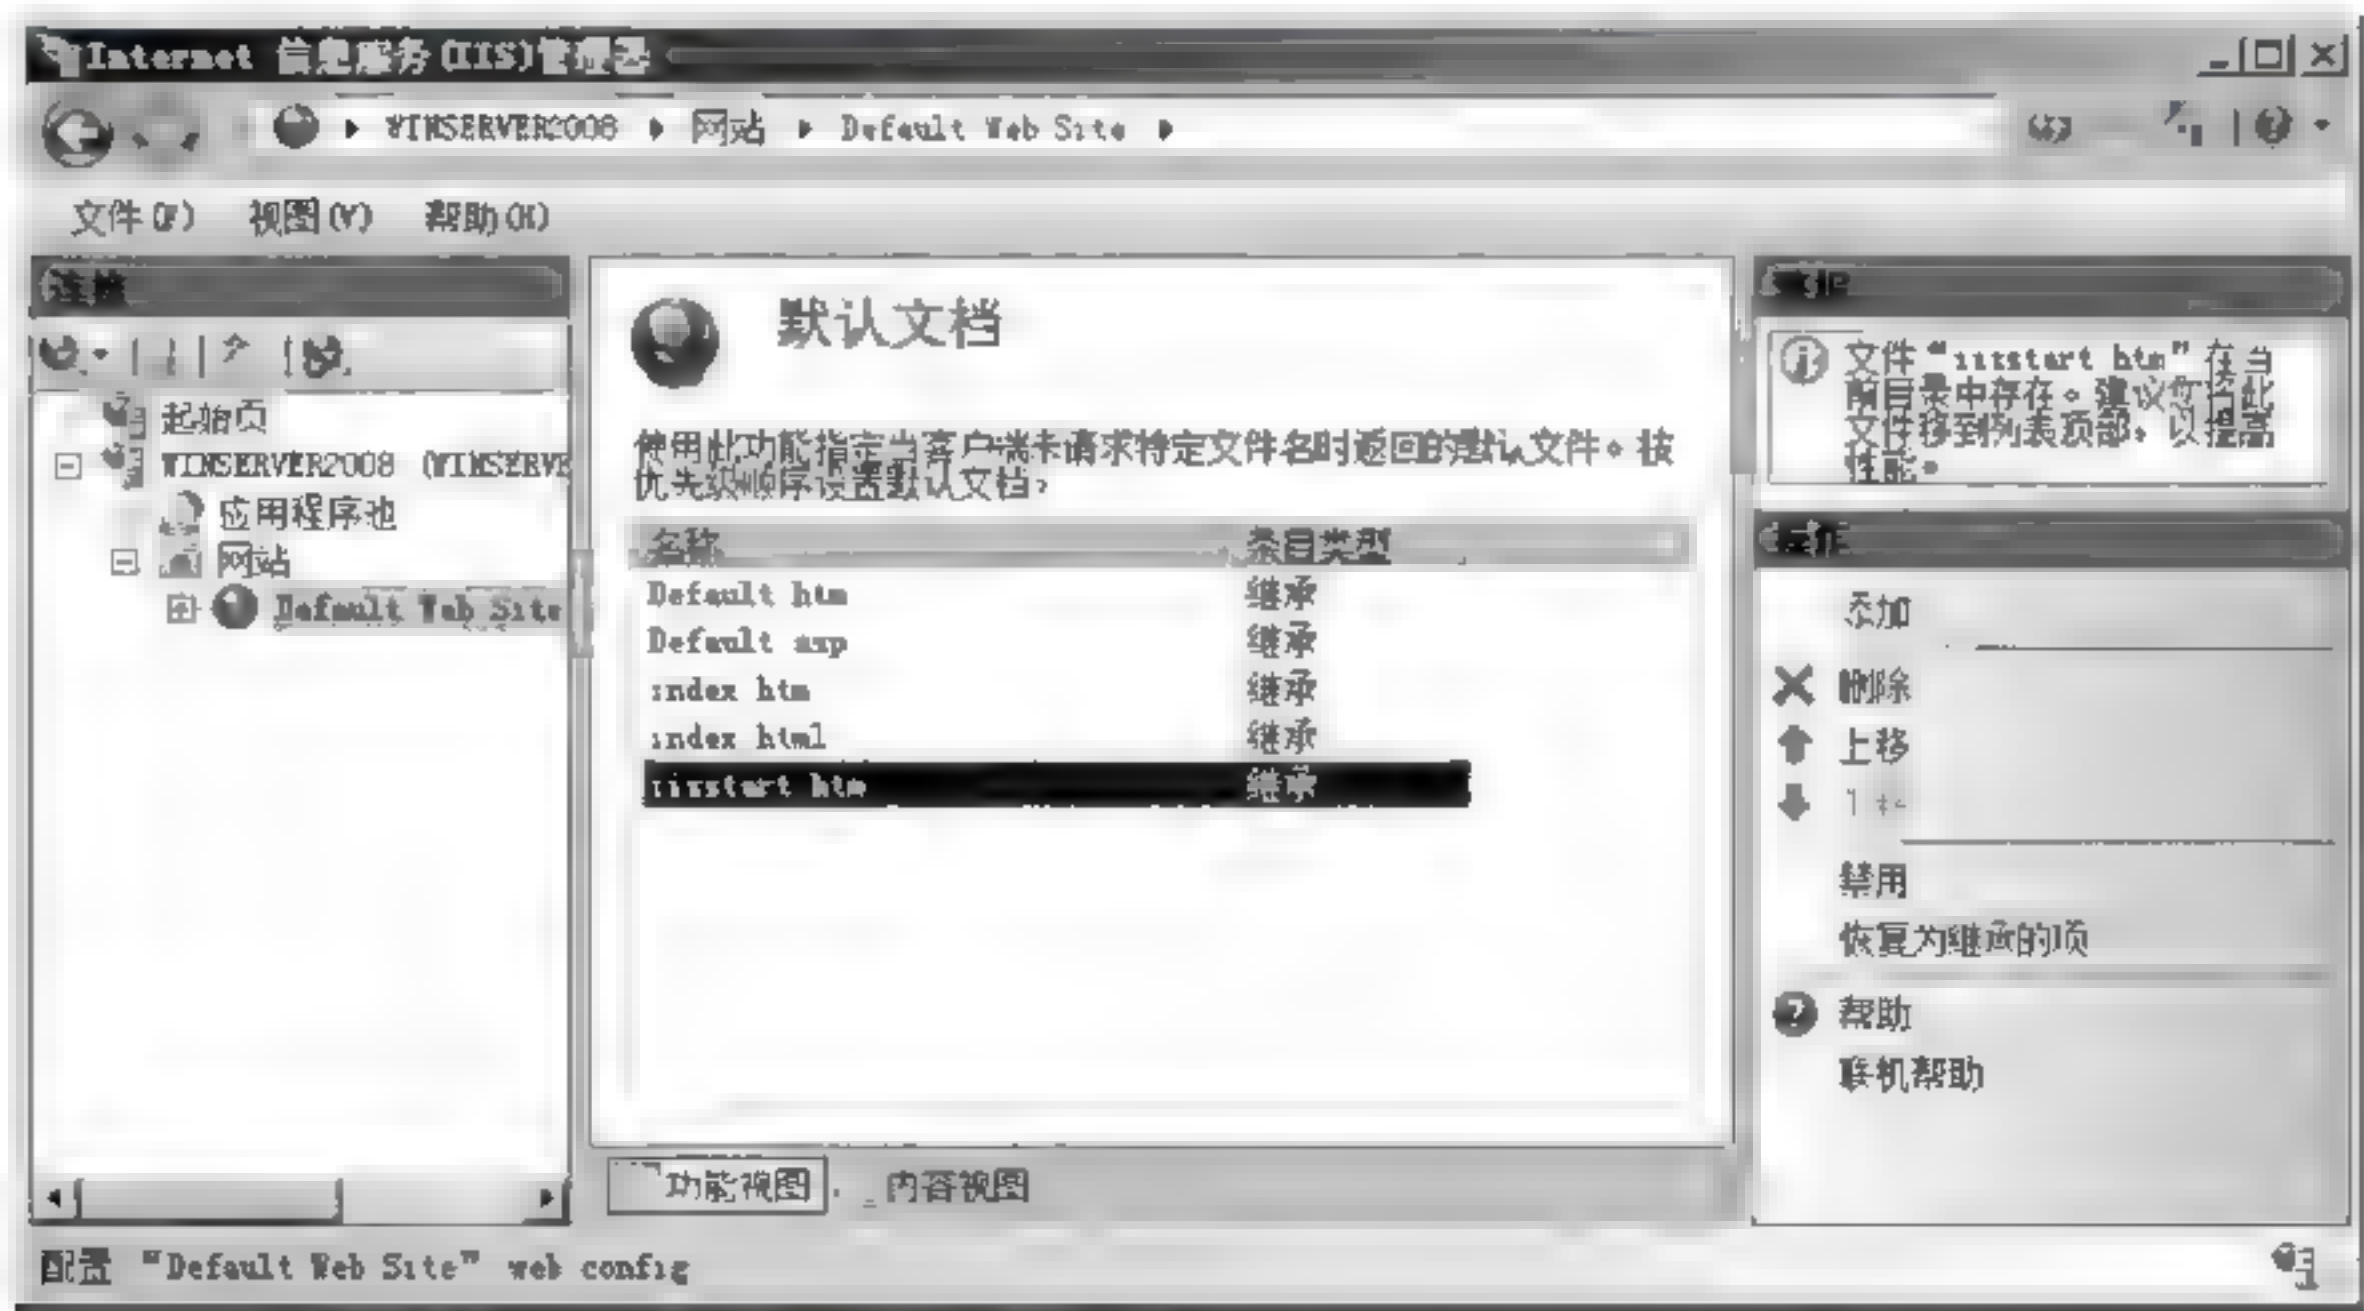 Internet 信息服务(IIS)管理器
WINSERVER2008 网站 Default Web Site
文件(F) 视图(V) 帮助(H)
连接
起始页
WINSERVER2008 (WINSERVE
应用程序池
网站
Default Web Site
默认文档
使用此功能指定当客户端未请求特定文件名时返回的默认文件。按
优先级顺序设置默认文档。
名称 条目类型
Default htm 继承
Default asp 继承
index htm 继承
index html 继承
iisstart htm 继承
功能视图 内容视图
文件“iisstart htm”在当
前目录中存在。建议您将此
文件移到列表顶部，以提高
性能。
添加
删除
上移
下移
禁用
恢复为继承的项
帮助
联机帮助
配置 "Default Web Site" web config